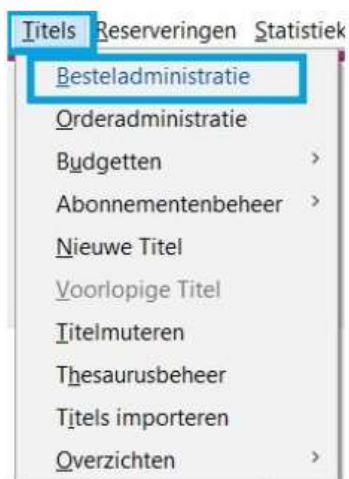 Titels Reserveringen Statistiek
Besteladministratie
Orderadministratie
Budgetten >
Abonnementenbeheer >
Nieuwe Titel
Voorlopige Titel
Titelmuteren
Thesaurusbeheer
Titels importeren
Overzichten >